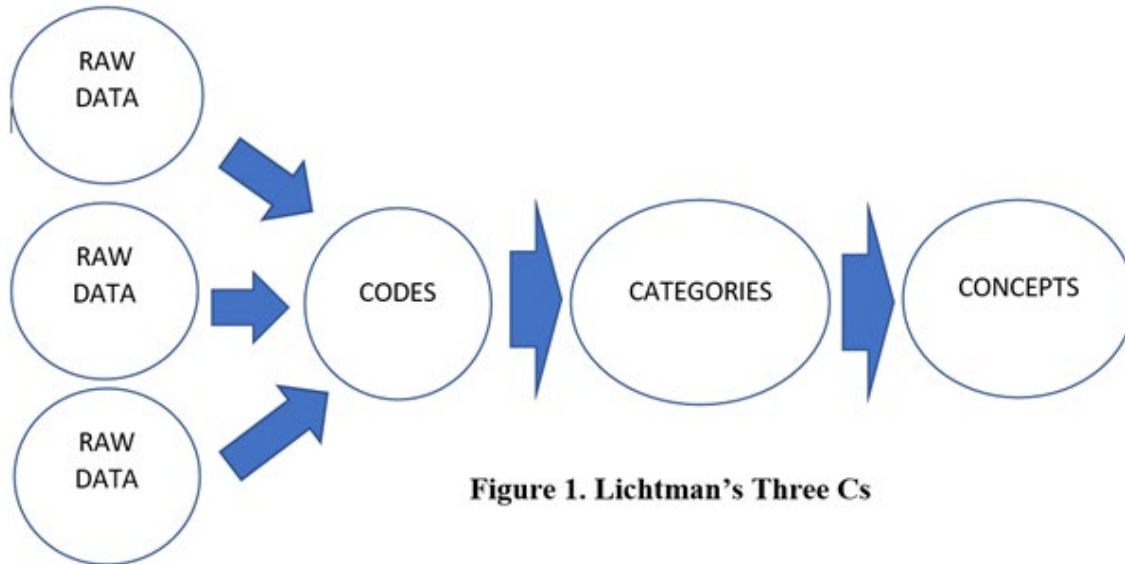 RAW
DATA
RAW
DATA
RAW
DATA
CODES
CATEGORIES
CONCEPTS
Figure 1. Lichtman’s Three Cs